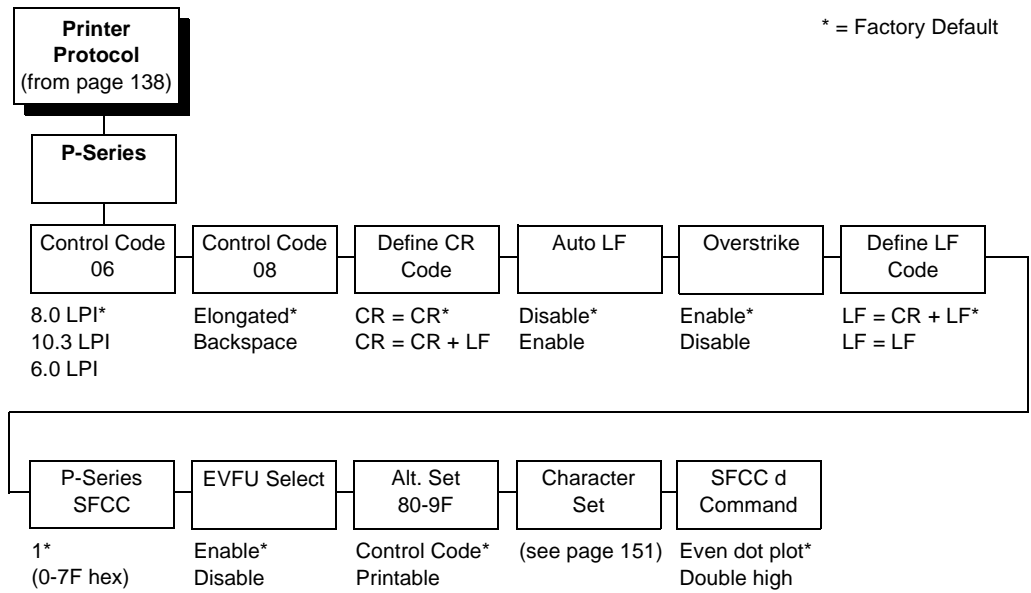 Printer
Protocol
(from page 138)
* = Factory Default
P-Series
Control Code
06
8.0 LPI*
10.3 LPI
6.0 LPI
Control Code
08
Elongated*
Backspace
Define CR
Code
CR = CR*
CR = CR + LF
Auto LF
Disable*
Enable
Overstrike
Enable*
Disable
Define LF
Code
LF = CR + LF*
LF = LF
P-Series
SFCC
1*
(0-7F hex)
EVFU Select
Enable*
Disable
Alt. Set
80-9F
Control Code*
Printable
Character
Set
(see page 151)
SFCC d
Command
Even dot plot*
Double high